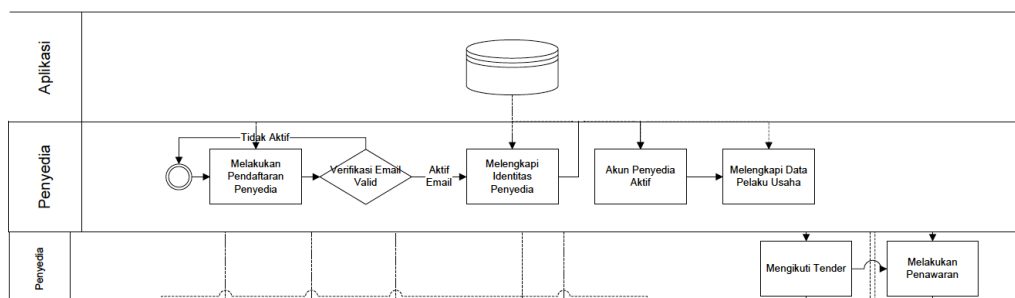 Aplikasi
Penyedia
Tidak Aktif
Melakukan
Pendaftaran
Penyedia
Verifikasi Email
Valid
Aktif
Email
Melengkapi
Identitas
Penyedia
Akun Penyedia
Aktif
Melengkapi Data
Pelaku Usaha
Penyedia
Mengikuti Tender
Melakukan
Penawaran